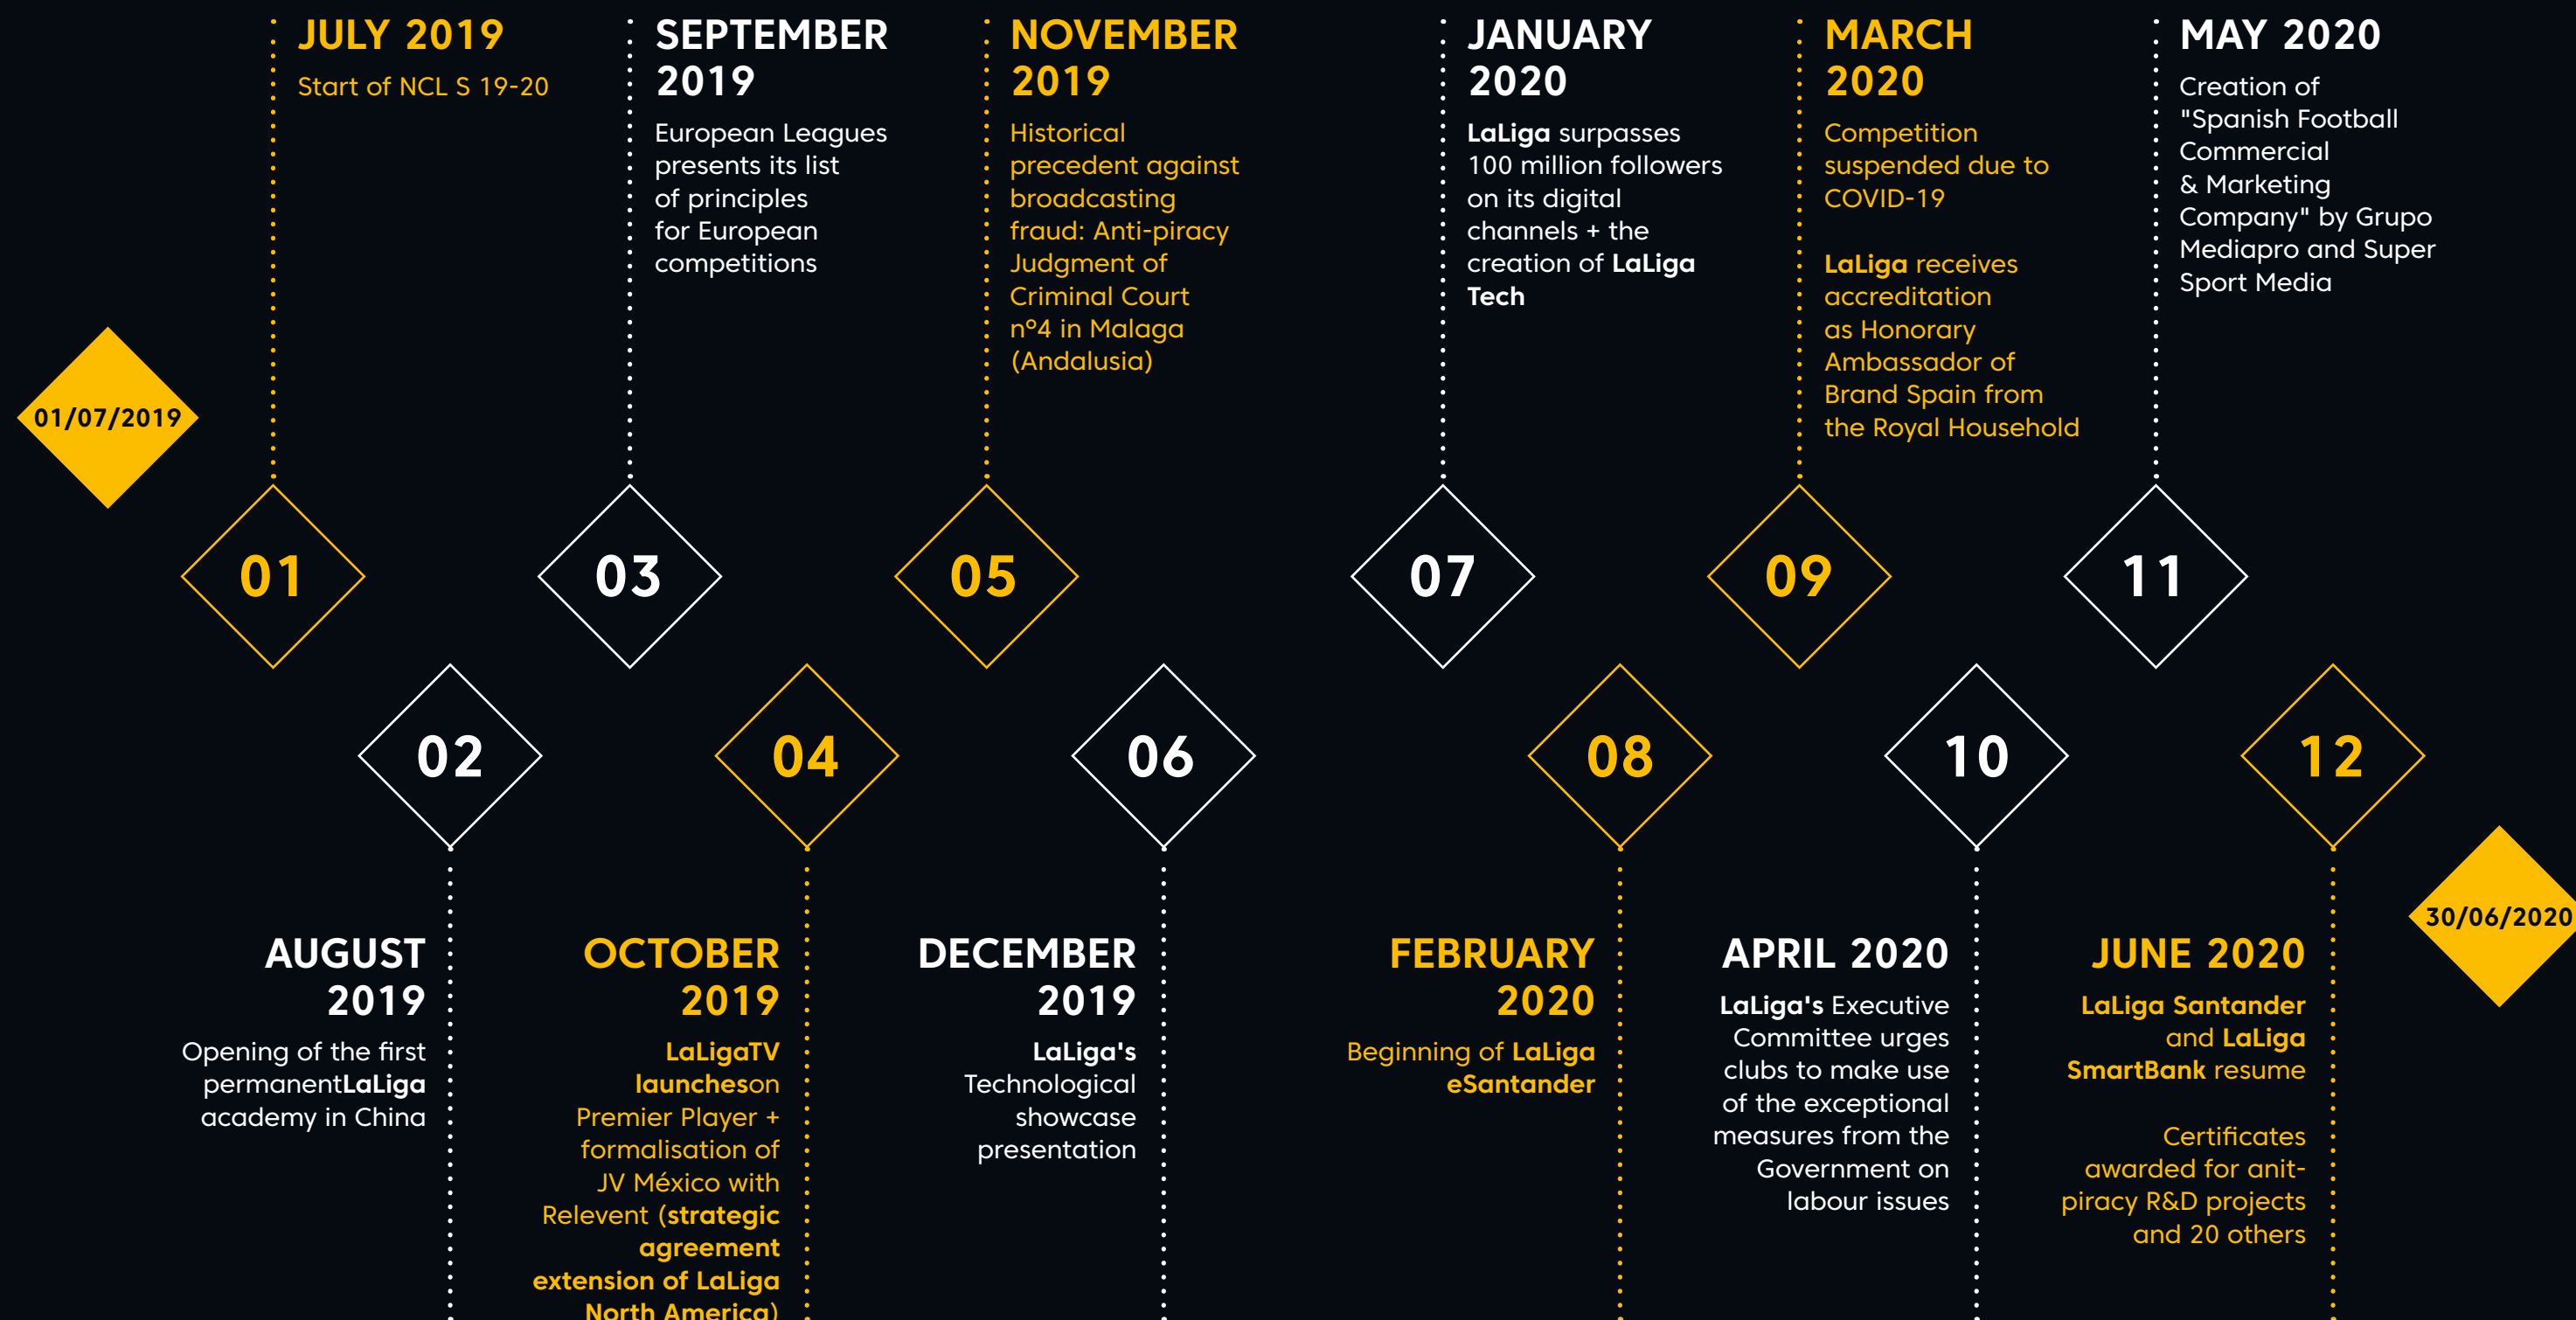 JULY 2019
Start of NCL S 19-20
SEPTEMBER
2019
European Leagues
presents its list
of principles
for European
competitions
NOVEMBER
2019
Historical
precedent against
broadcasting
fraud: Anti-piracy
Judgment of
Criminal Court
nº4 in Malaga
(Andalusia)
JANUARY
2020
LaLiga surpasses
100 million followers
on its digital
channels + the
creation of LaLiga
Tech
MARCH
2020
Competition
suspended due to
COVID-19
LaLiga receives
accreditation
as Honorary
Ambassador of
Brand Spain from
the Royal Household
MAY 2020
Creation of
"Spanish Football
Commercial
& Marketing
Company" by Grupo
Mediapro and Super
Sport Media
01/07/2019
01
03
05
07
09
11
02
04
06
08
10
12
30/06/2020
AUGUST
2019
Opening of the first
permanentLaLiga
academy in China
OCTOBER
2019
LaLigaTV
launcheson
Premier Player +
formalisation of
JV México with
Relevent (strategic
agreement
extension of LaLiga
North America)
DECEMBER
2019
LaLiga's
Technological
showcase
presentation
FEBRUARY
2020
Beginning of LaLiga
eSantander
APRIL 2020
LaLiga's Executive
Committee urges
clubs to make use
of the exceptional
measures from the
Government on
labour issues
JUNE 2020
LaLiga Santander
and LaLiga
SmartBank resume
Certificates
awarded for anit-
piracy R&D projects
and 20 others